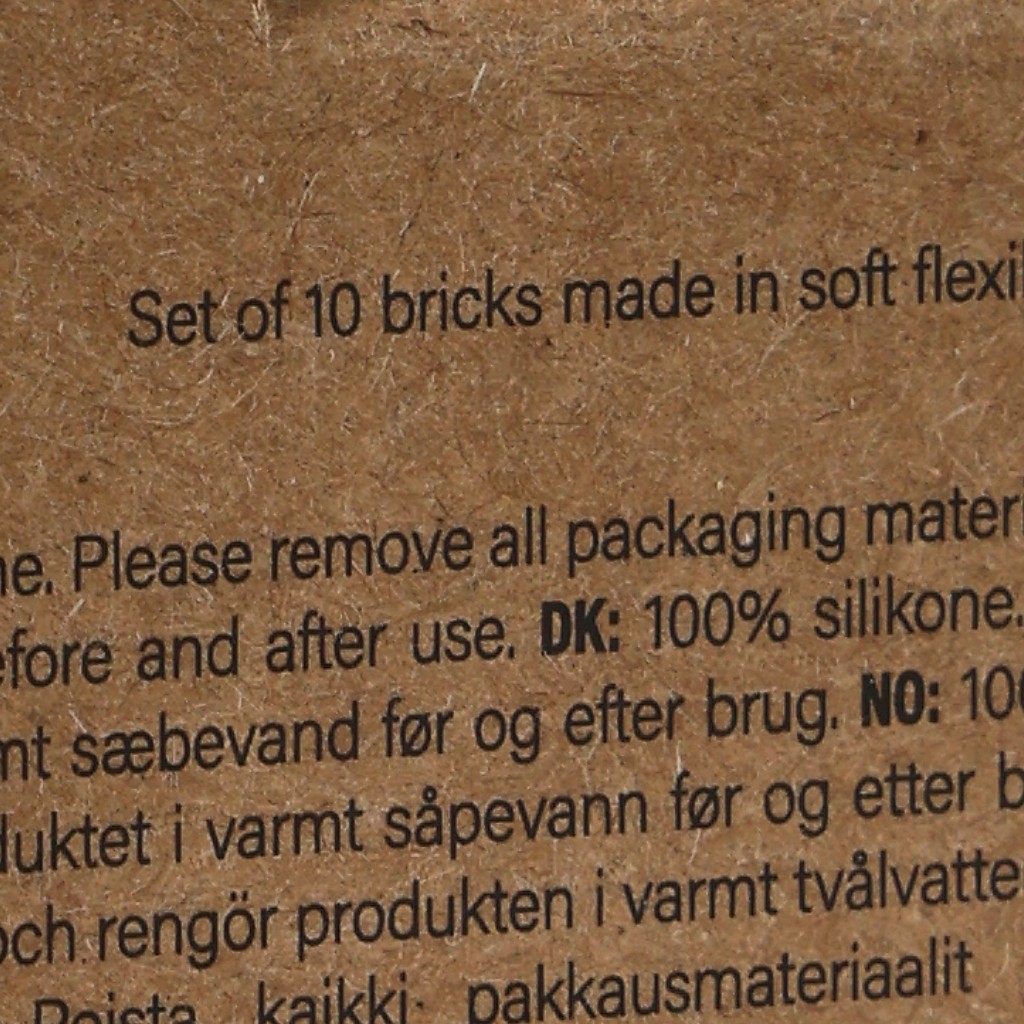 Set of 10 bricks made in soft flexi
ne. Please remove all packaging mater
efore and after use. DK: 100% silikone.
mt sæbevand før og efter brug. NO: 10
duktet i varmt såpevann før og etter b
och rengör produkten i varmt tvålvatte
Poista kaikki pakkausmateriaalit